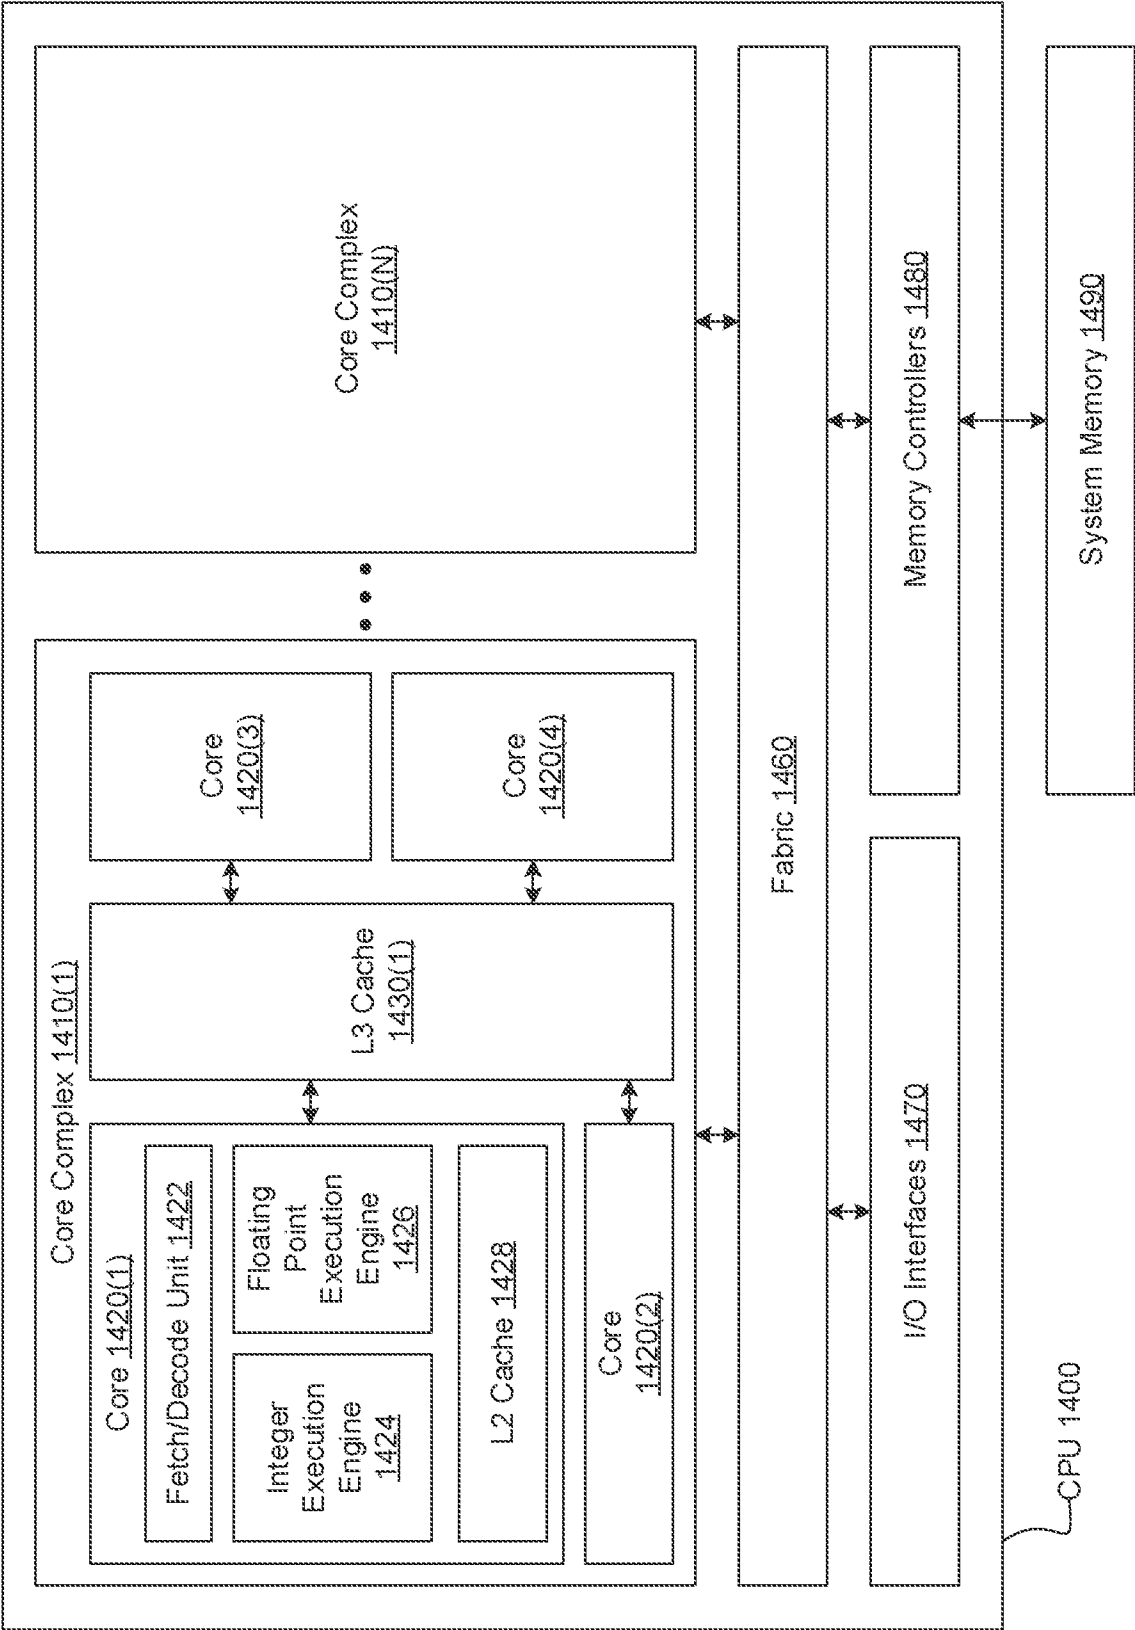 Core Complex 1410(1)
Core 1420(1)
Fetch/Decode Unit 1422
Integer
Execution
Engine
1424
Floating
Point
Execution
Engine
1426
L2 Cache 1428
Core
1420(2)
L3 Cache
1430(1)
Core
1420(3)
Core
1420(4)
Core Complex
1410(N)
Fabric 1460
I/O Interfaces 1470
Memory Controllers 1480
CPU 1400
System Memory 1490